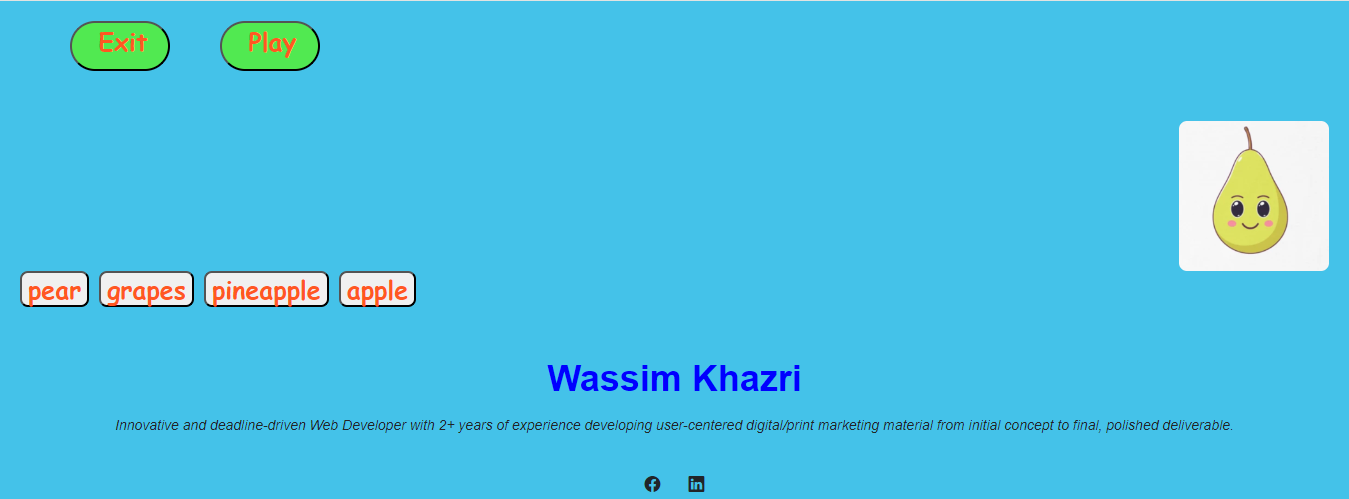 Exit Play
pear grapes pineapple apple
Wassim Khazri
Innovative and deadline-driven Web Developer with 2+ years of experience developing user-centered digital/print marketing material from initial concept to final, polished deliverable.